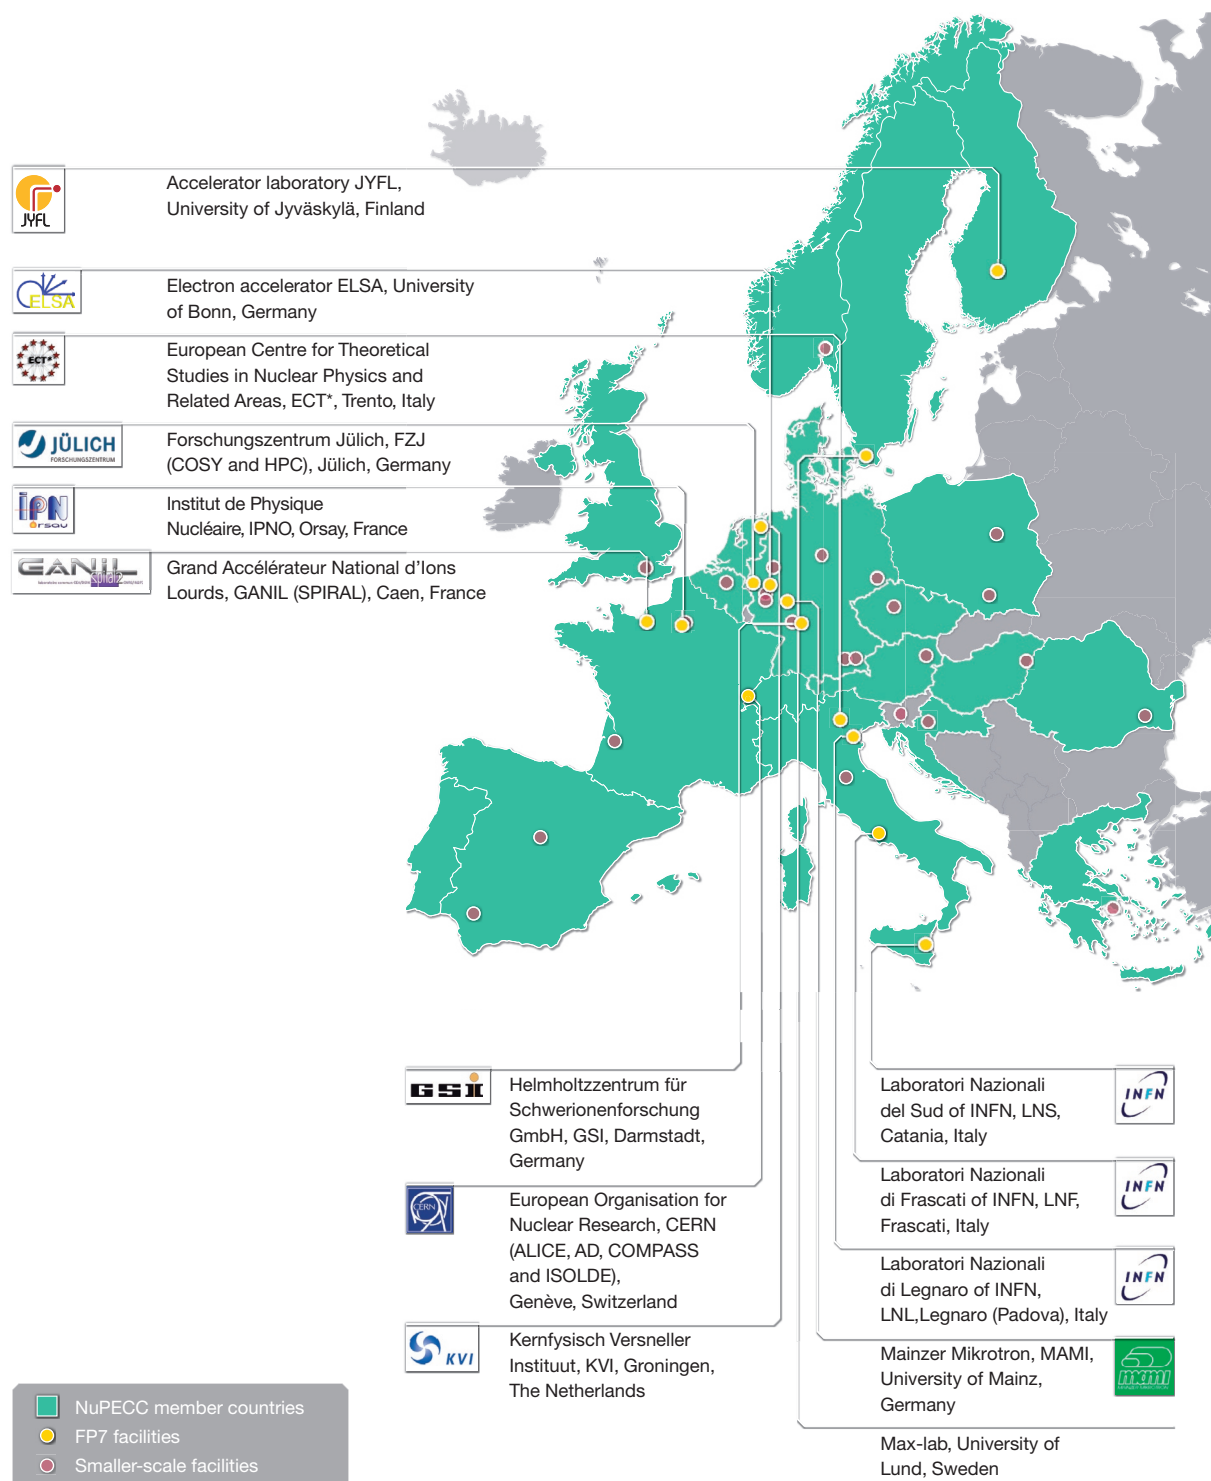 JYFL
Accelerator laboratory JYFL,
University of Jyväskylä, Finland
ELSA
Electron accelerator ELSA, University
of Bonn, Germany
ECT*
European Centre for Theoretical
Studies in Nuclear Physics and
Related Areas, ECT*, Trento, Italy
JÜLICH
FORSCHUNGSZENTRUM
Forschungszentrum Jülich, FZJ
(COSY and HPC), Jülich, Germany
IPN
Orsay
Institut de Physique
Nucléaire, IPNO, Orsay, France
GANIL
spiral2
Grand Accélérateur National d'Ions
Lourds, GANIL (SPIRAL), Caen, France
GSI
Helmholtzzentrum für
Schwerionenforschung
GmbH, GSI, Darmstadt,
Germany
CERN
European Organisation for
Nuclear Research, CERN
(ALICE, AD, COMPASS
and ISOLDE),
Genève, Switzerland
KVI
Kernfysisch Versneller
Instituut, KVI, Groningen,
The Netherlands
Laboratori Nazionali
del Sud of INFN, LNS,
Catania, Italy
INFN
Laboratori Nazionali
di Frascati of INFN, LNF,
Frascati, Italy
INFN
Laboratori Nazionali
di Legnaro of INFN,
LNL,Legnaro (Padova), Italy
INFN
Mainzer Mikrotron, MAMI,
University of Mainz,
Germany
mami
Max-lab, University of
Lund, Sweden
NuPECC member countries
FP7 facilities
Smaller-scale facilities